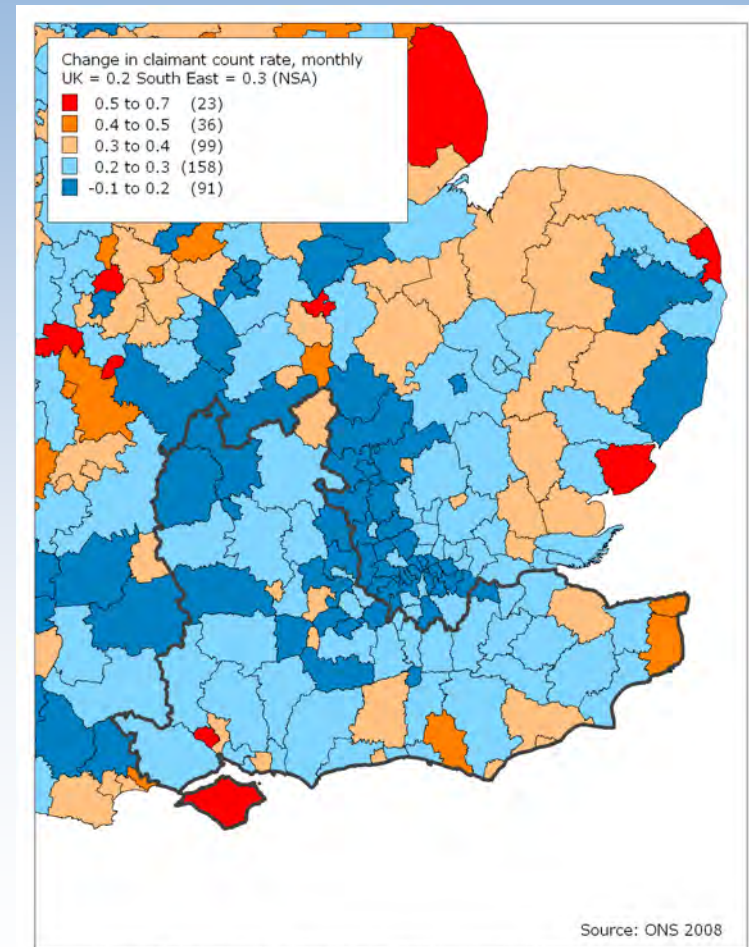 Change in claimant count rate, monthly
UK = 0.2 South East = 0.3 (NSA)
0.5 to 0.7 (23)
0.4 to 0.5 (36)
0.3 to 0.4 (99)
0.2 to 0.3 (158)
-0.1 to 0.2 (91)
Source: ONS 2008